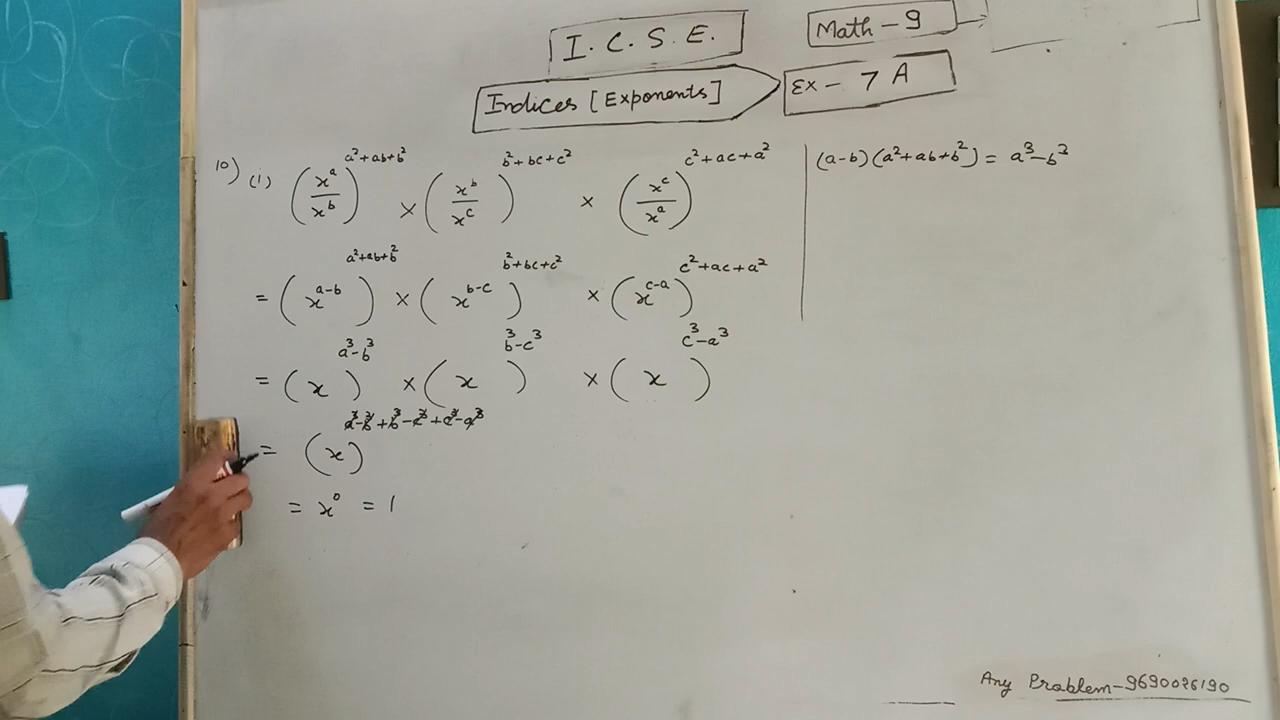 I. C. S. E.
Math - 9
Indices [Exponents]
Ex - 7 A
10) (i) (x^a/x^b)^(a²+ab+b²) × (x^b/x^c)^(b²+bc+c²) × (x^c/x^a)^(c²+ac+a²)
(a-b)(a²+ab+b²) = a³-b³
= (x^(a-b))^(a²+ab+b²) × (x^(b-c))^(b²+bc+c²) × (x^(c-a))^(c²+ac+a²)
= (x)^(a³-b³) × (x)^(b³-c³) × (x)^(c³-a³)
= (x)^(a³-b³+b³-c³+c³-a³)
= x⁰ = 1
Any Problem-9690026190